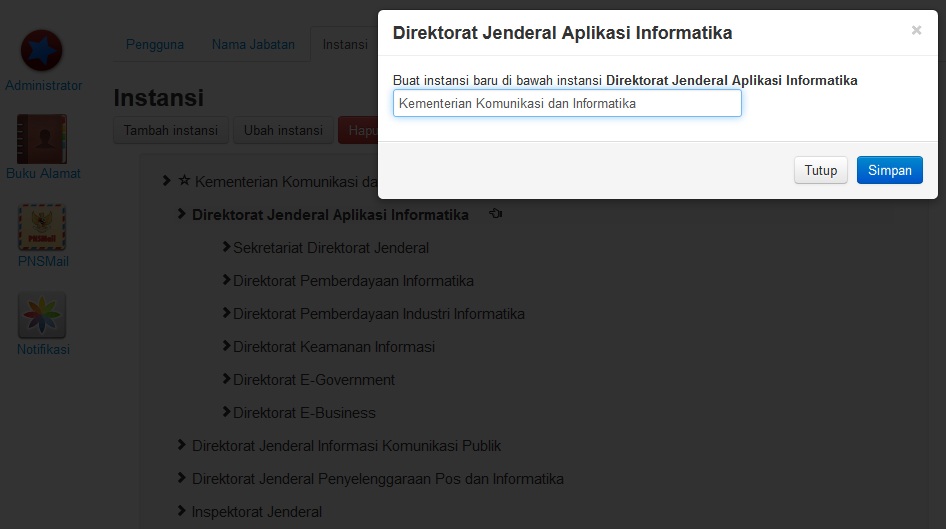 Direktorat Jenderal Aplikasi Informatika
×
Buat instansi baru di bawah instansi Direktorat Jenderal Aplikasi Informatika
Kementerian Komunikasi dan Informatika
Tutup
Simpan
Pengguna
Nama Jabatan
Instansi
Administrator
Buku Alamat
PNSMail
PNSMail
Notifikasi
Instansi
Tambah instansi
Ubah instansi
Hapu
Kementerian Komunikasi da
Direktorat Jenderal Aplikasi Informatika
Sekretariat Direktorat Jenderal
Direktorat Pemberdayaan Informatika
Direktorat Pemberdayaan Industri Informatika
Direktorat Keamanan Informasi
Direktorat E-Government
Direktorat E-Business
Direktorat Jenderal Informasi Komunikasi Publik
Direktorat Jenderal Penyelenggaraan Pos dan Informatika
Inspektorat Jenderal